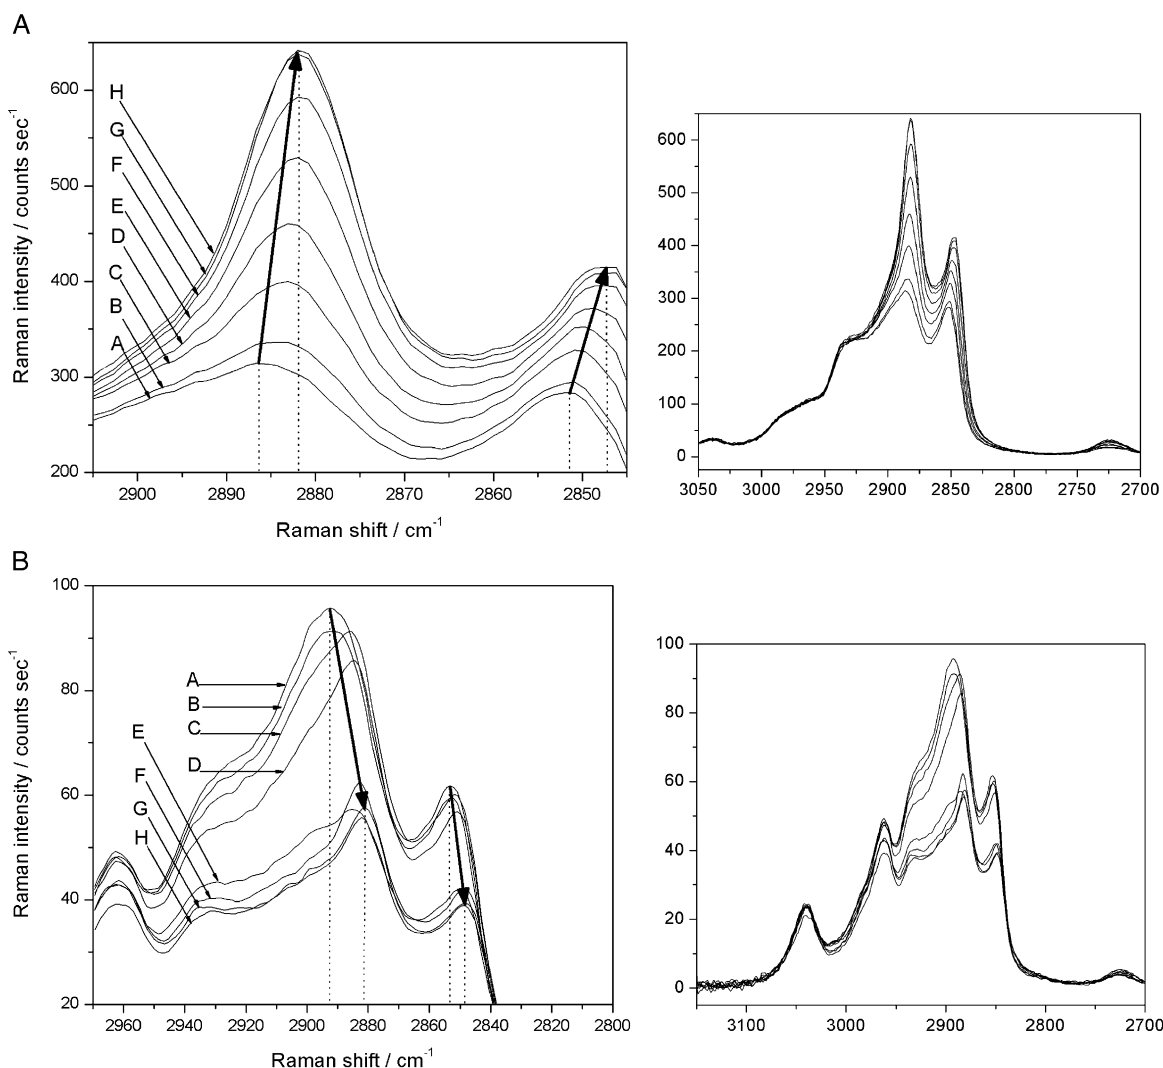 A
Raman intensity / counts sec-1
600
500
400
300
200
H
G
F
E
D
C
B
A
2900 2890 2880 2870 2860 2850
Raman shift / cm-1
600
500
400
300
200
100
0
3050 3000 2950 2900 2850 2800 2750 2700
B
Raman intensity / counts sec-1
100
80
60
40
20
A
B
C
D
E
F
G
H
2960 2940 2920 2900 2880 2860 2840 2820 2800
Raman shift / cm-1
100
80
60
40
20
0
3100 3000 2900 2800 2700